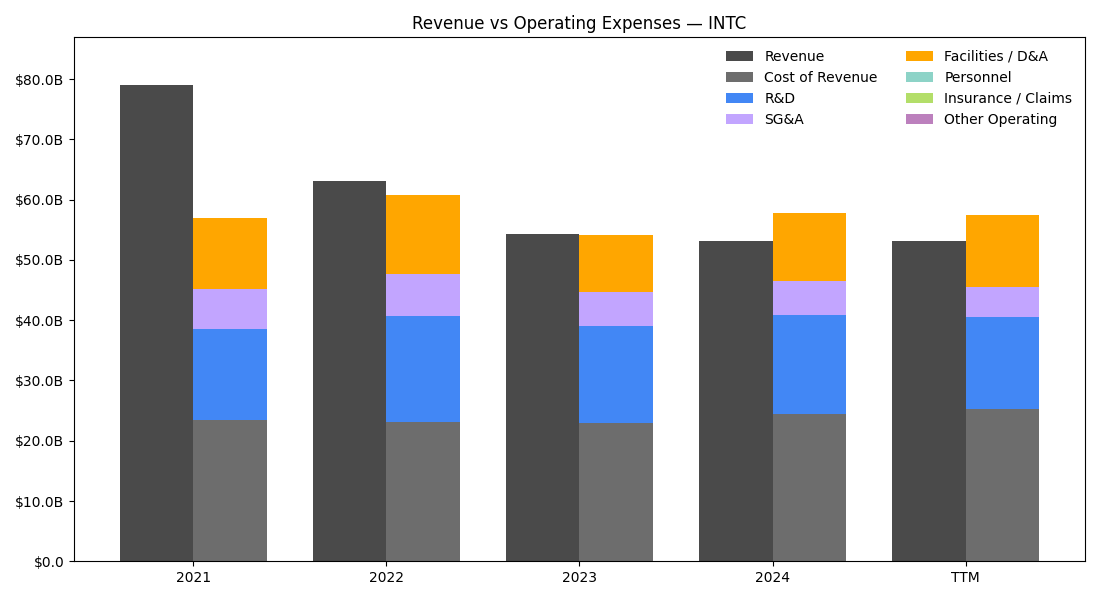 Revenue vs Operating Expenses — INTC
Revenue
Cost of Revenue
R&D
SG&A
Facilities / D&A
Personnel
Insurance / Claims
Other Operating
$80.0B
$70.0B
$60.0B
$50.0B
$40.0B
$30.0B
$20.0B
$10.0B
$0.0
2021 2022 2023 2024 TTM